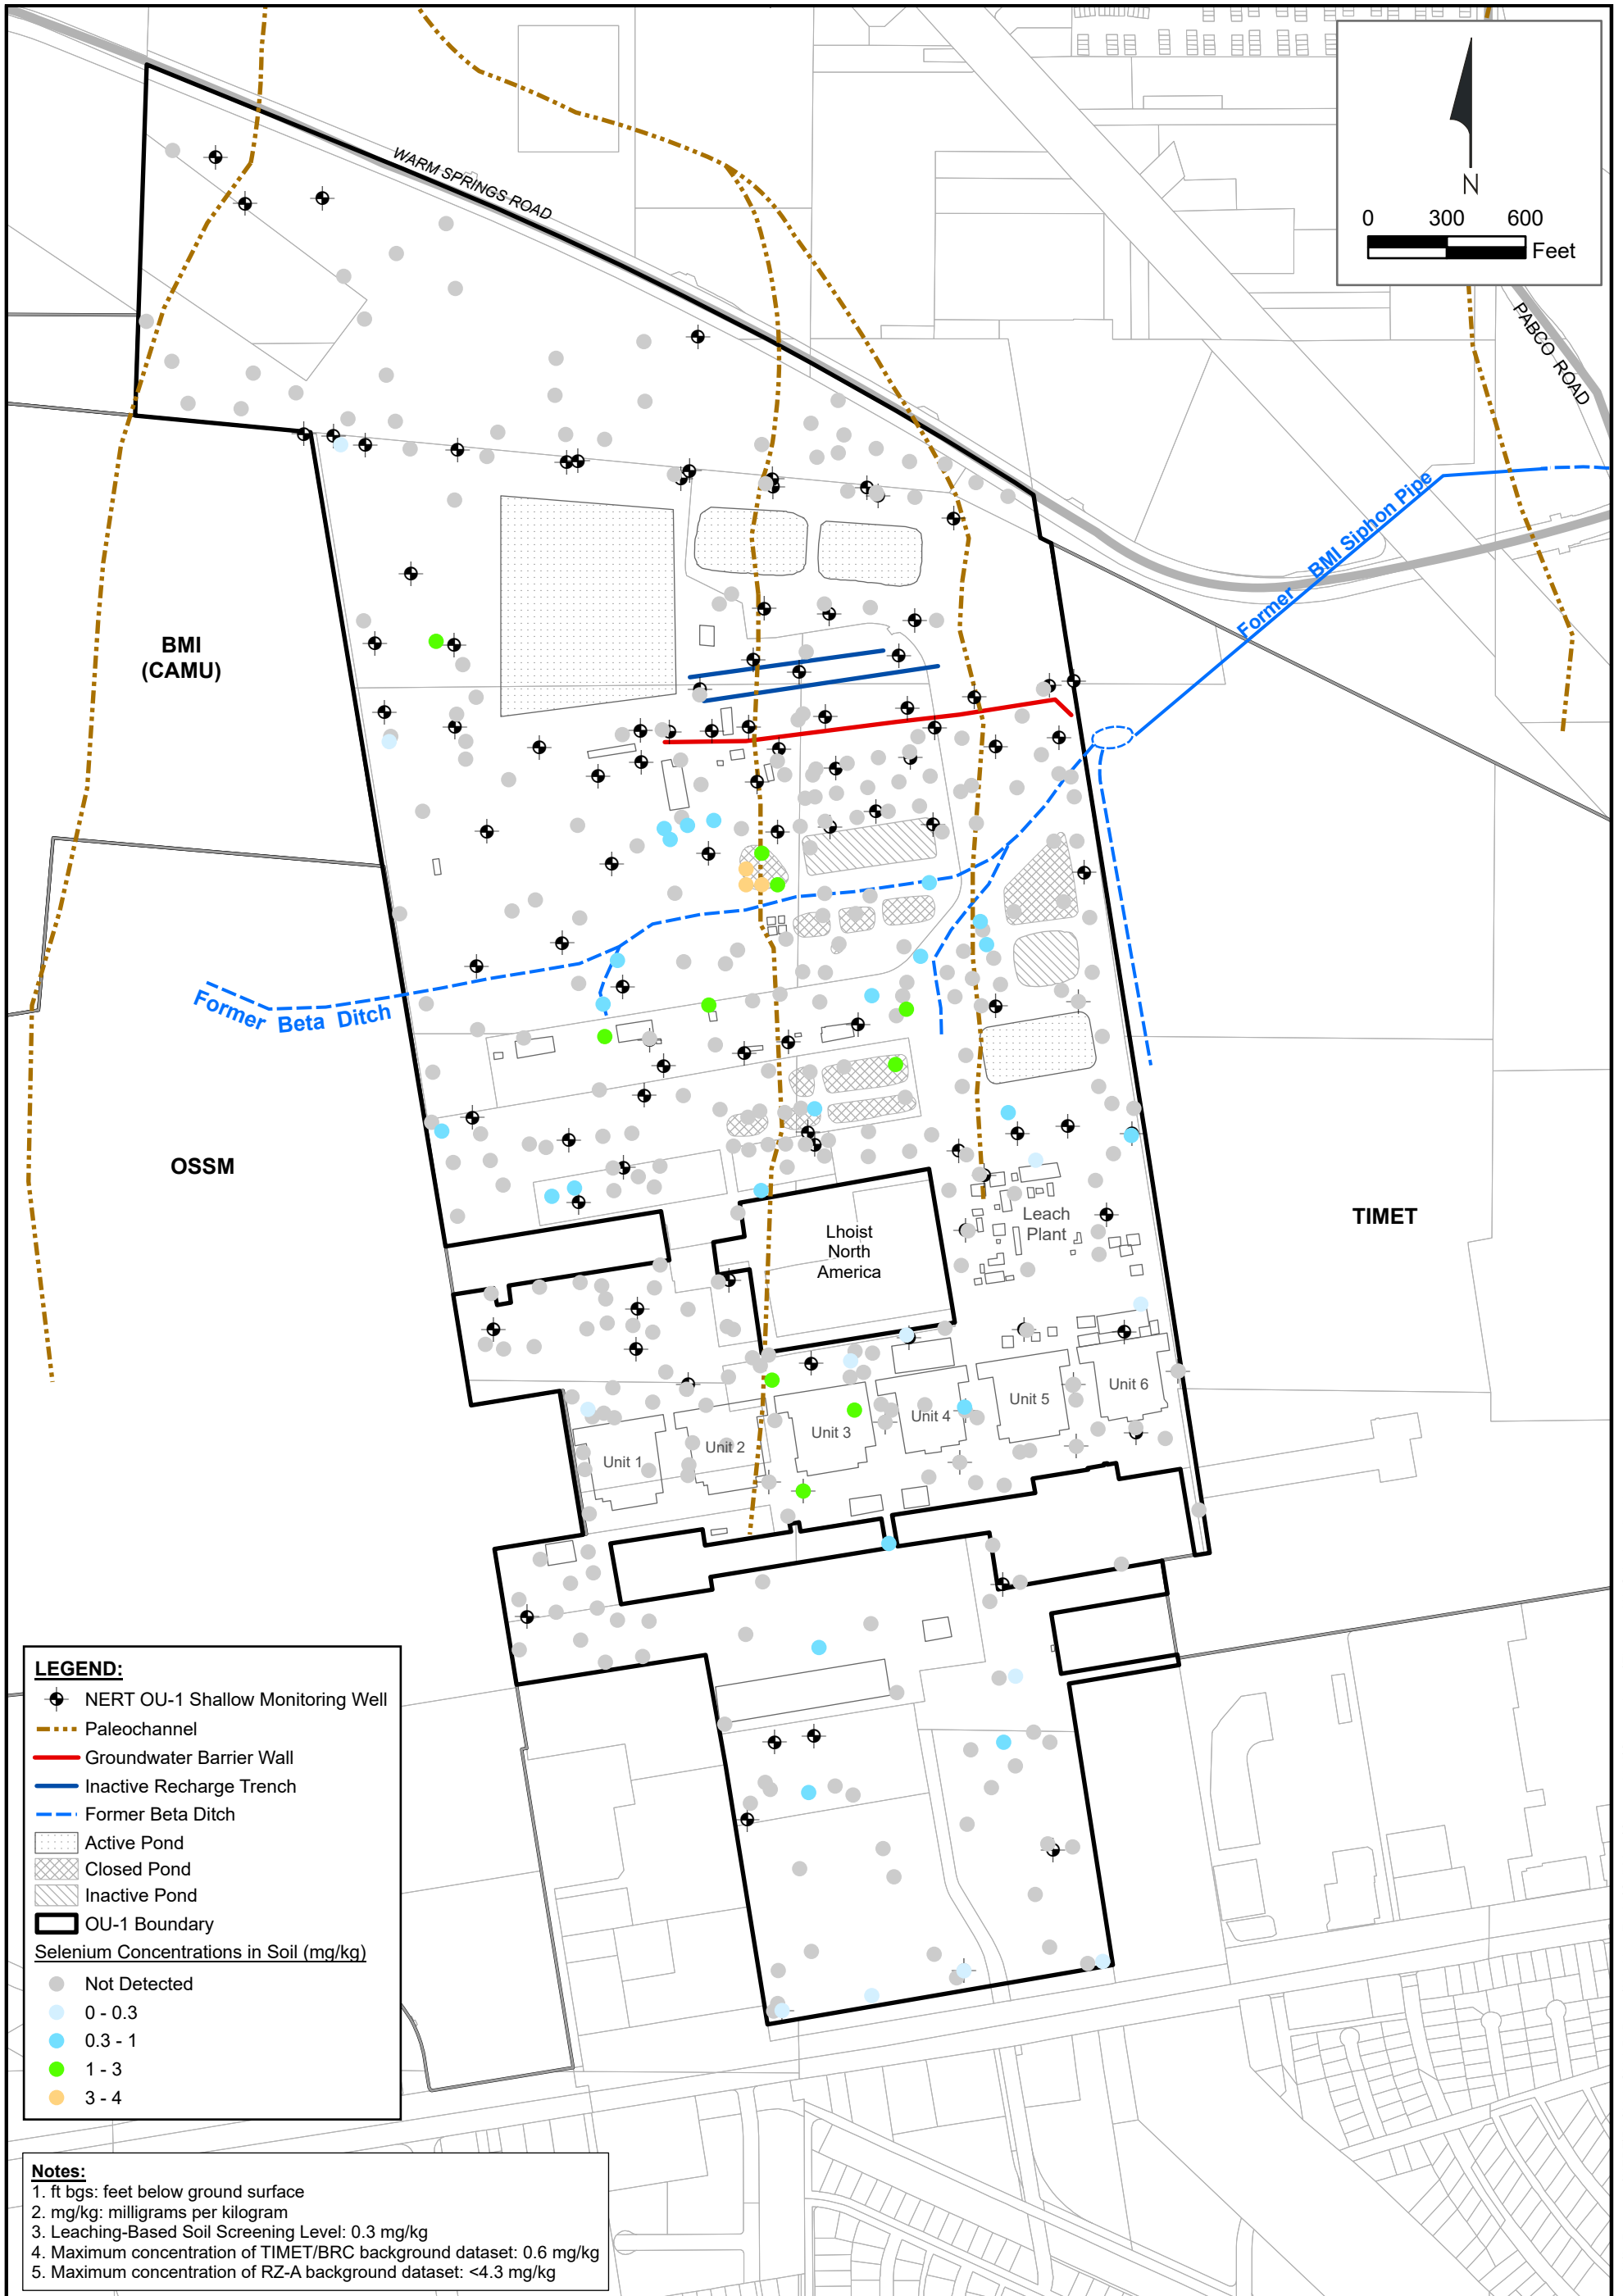 WARM SPRINGS ROAD
N
0 300 600
Feet
PABCO ROAD
Former BMI Siphon Pipe
BMI
(CAMU)
Former Beta Ditch
OSSM
TIMET
Lhoist
North
America
Leach
Plant
Unit 1
Unit 2
Unit 3
Unit 4
Unit 5
Unit 6
LEGEND:
NERT OU-1 Shallow Monitoring Well
Paleochannel
Groundwater Barrier Wall
Inactive Recharge Trench
Former Beta Ditch
Active Pond
Closed Pond
Inactive Pond
OU-1 Boundary
Selenium Concentrations in Soil (mg/kg)
Not Detected
0 - 0.3
0.3 - 1
1 - 3
3 - 4
Notes:
1. ft bgs: feet below ground surface
2. mg/kg: milligrams per kilogram
3. Leaching-Based Soil Screening Level: 0.3 mg/kg
4. Maximum concentration of TIMET/BRC background dataset: 0.6 mg/kg
5. Maximum concentration of RZ-A background dataset: <4.3 mg/kg